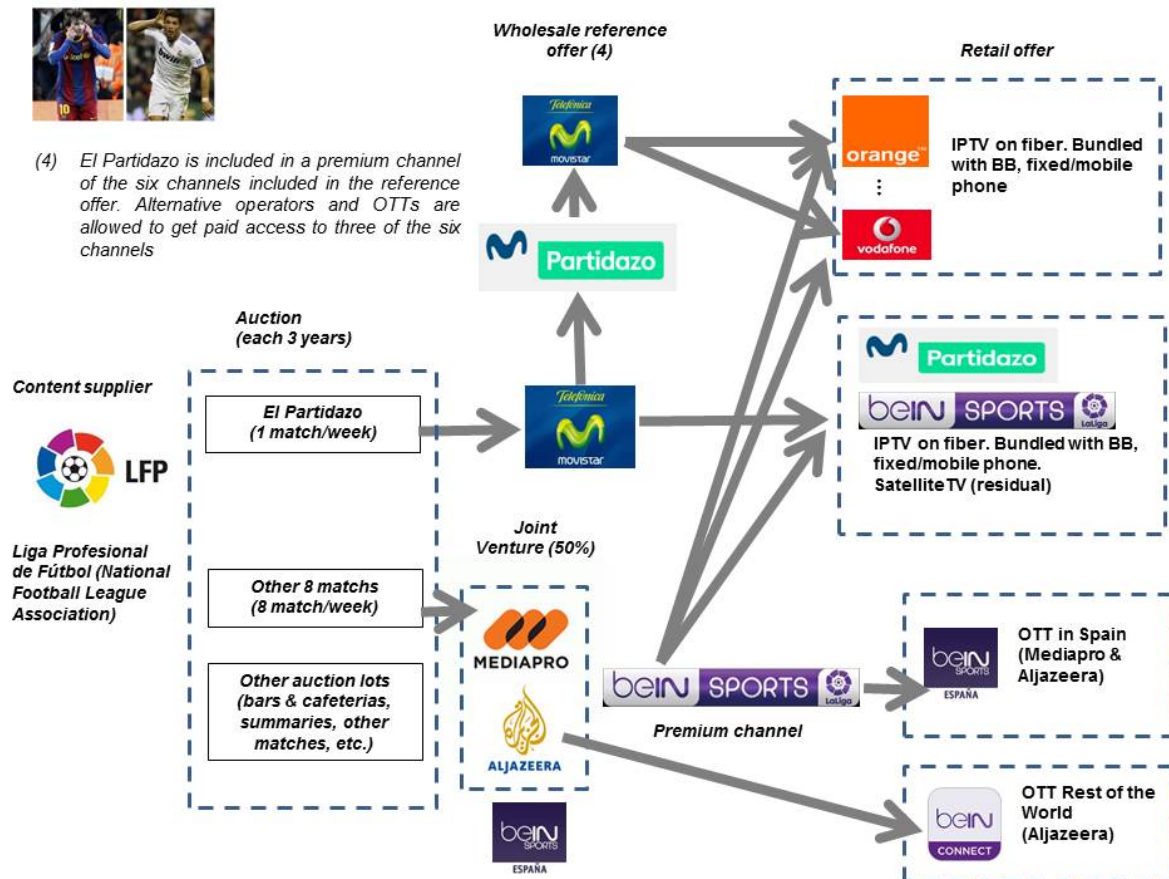 Wholesale reference
offer (4)
Retail offer
bwin
10
Telefónica
movistar
orange™
IPTV on fiber. Bundled
with BB, fixed/mobile
phone
vodafone
(4) El Partidazo is included in a premium channel
of the six channels included in the reference
offer. Alternative operators and OTTs are
allowed to get paid access to three of the six
channels
Partidazo
Auction
(each 3 years)
Content supplier
LFP
Liga Profesional
de Fútbol (National
Football League
Association)
El Partidazo
(1 match/week)
Telefónica
movistar
Partidazo
beIN SPORTS LaLiga
IPTV on fiber. Bundled with BB,
fixed/mobile phone.
Satellite TV (residual)
Joint
Venture (50%)
Other 8 matchs
(8 match/week)
Other auction lots
(bars & cafeterias,
summaries, other
matches, etc.)
MEDIAPRO
ALJAZEERA
beIN
SPORTS
ESPAÑA
beIN SPORTS LaLiga
Premium channel
beIN
SPORTS
ESPAÑA
OTT in Spain
(Mediapro &
Aljazeera)
beIN
CONNECT
OTT Rest of the
World
(Aljazeera)